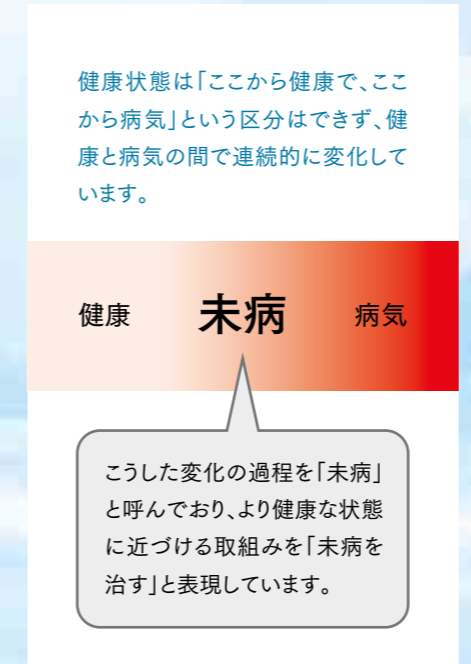 健康状態は「ここから健康で、ここ
から病気」という区分はできず、健
康と病気の間で連続的に変化して
います。
健康 未病 病気
こうした変化の過程を「未病」
と呼んでおり、より健康な状態
に近づける取組みを「未病を
治す」と表現しています。